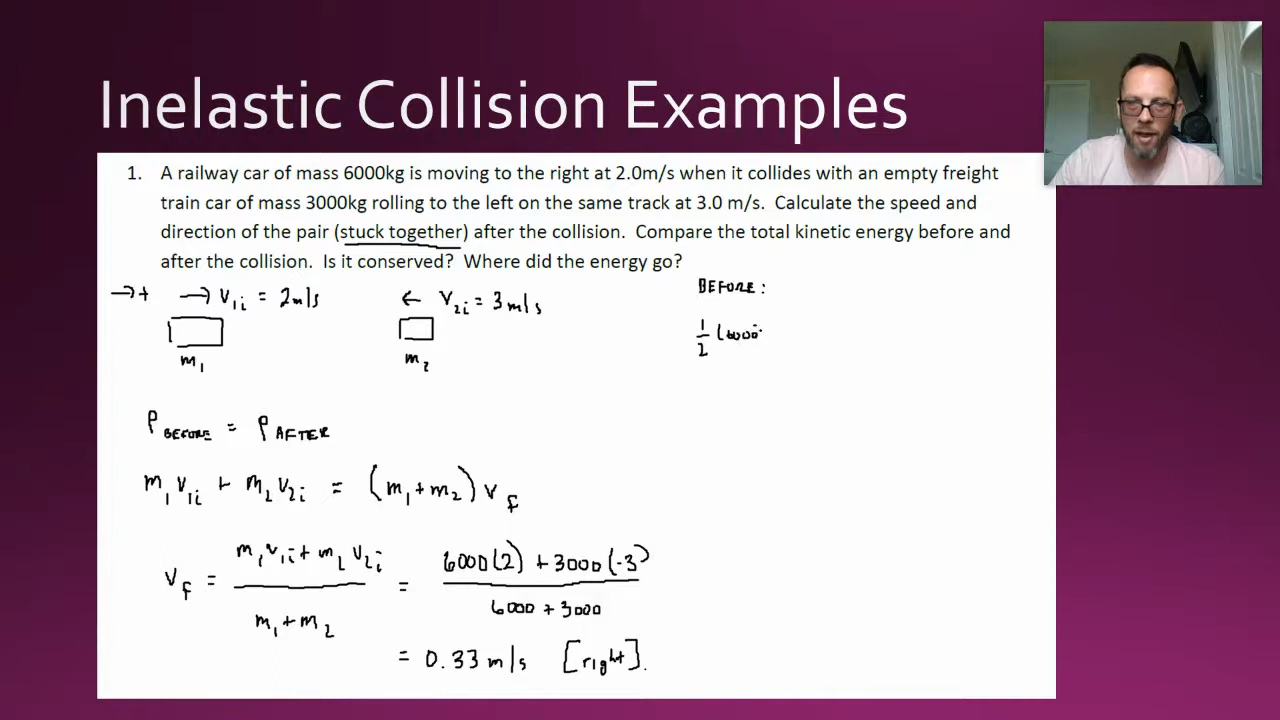 Inelastic Collision Examples
1. A railway car of mass 6000kg is moving to the right at 2.0m/s when it collides with an empty freight
train car of mass 3000kg rolling to the left on the same track at 3.0 m/s. Calculate the speed and
direction of the pair (stuck together) after the collision. Compare the total kinetic energy before and
after the collision. Is it conserved? Where did the energy go?
→+ → V₁ᵢ = 2m/s ← V₂ᵢ = 3m/s
m₁ m₂
P BEFORE = P AFTER
m₁V₁ᵢ + m₂V₂ᵢ = (m₁+m₂)V_f
V_f = (m₁V₁ᵢ + m₂V₂ᵢ)/(m₁+m₂) = (6000(2) + 3000(-3))/(6000 + 3000)
= 0.33 m/s [right].
BEFORE:
1/2 (6000